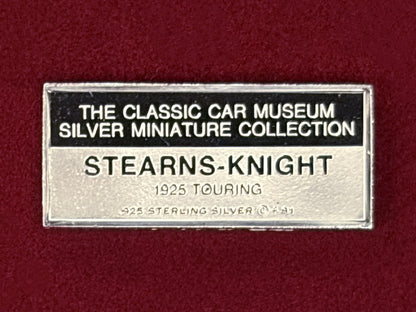 THE CLASSIC CAR MUSEUM
SILVER MINIATURE COLLECTION
STEARNS-KNIGHT
1925 TOURING
.925 STERLING SILVER ©